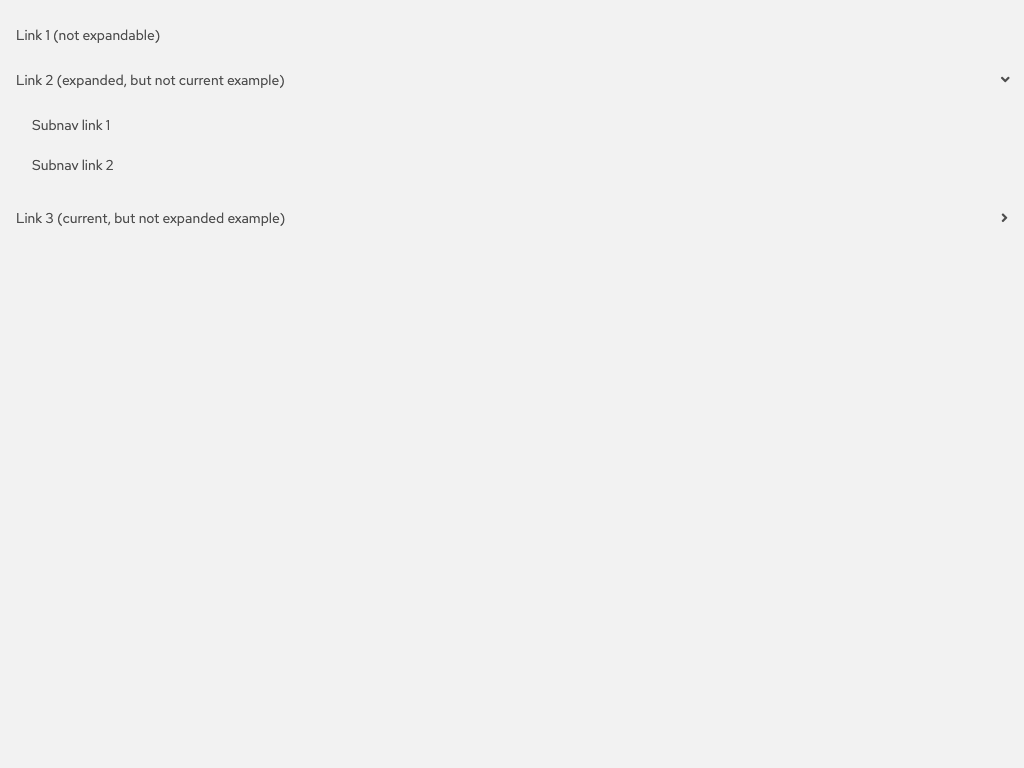 Link 1 (not expandable)
Link 2 (expanded, but not current example)
Subnav link 1
Subnav link 2
Link 3 (current, but not expanded example)